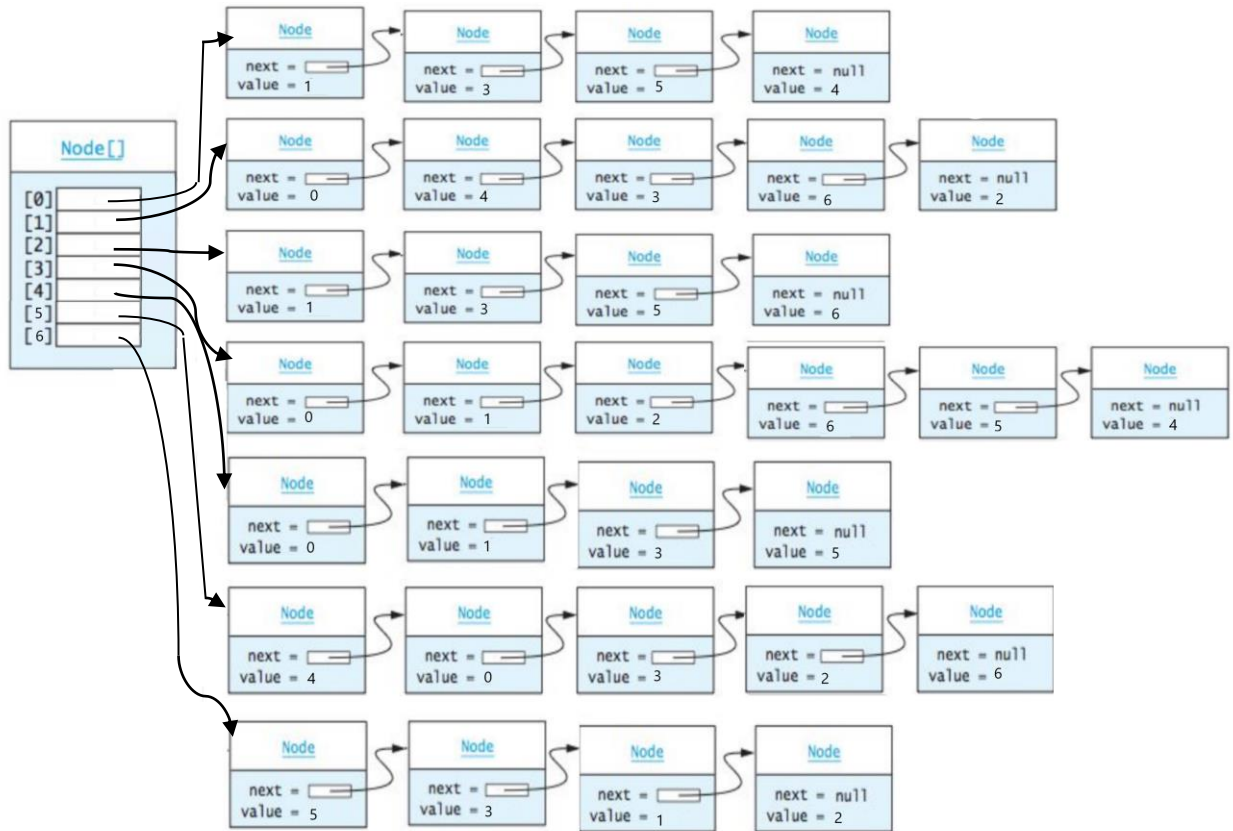 Node[]
[0]
[1]
[2]
[3]
[4]
[5]
[6]
Node Node Node Node
next = next = next = next = null
value = 1 value = 3 value = 5 value = 4
Node Node Node Node Node
next = next = next = next = next = null
value = 0 value = 4 value = 3 value = 6 value = 2
Node Node Node Node
next = next = next = next = null
value = 1 value = 3 value = 5 value = 6
Node Node Node Node Node Node
next = next = next = next = next = next = null
value = 0 value = 1 value = 2 value = 6 value = 5 value = 4
Node Node Node Node
next = next = next = next = null
value = 0 value = 1 value = 3 value = 5
Node Node Node Node Node
next = next = next = next = next = null
value = 4 value = 0 value = 3 value = 2 value = 6
Node Node Node Node
next = next = next = next = null
value = 5 value = 3 value = 1 value = 2